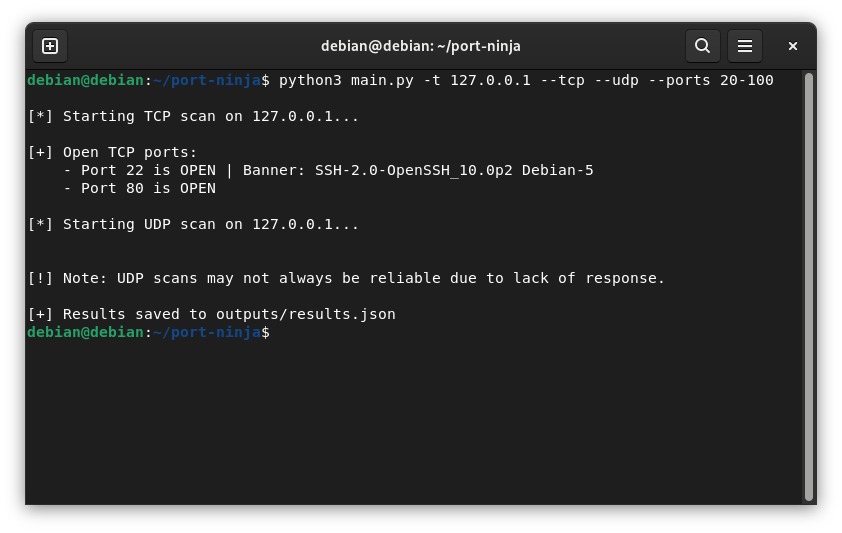 debian@debian: ~/port-ninja
debian@debian:~/port-ninja$ python3 main.py -t 127.0.0.1 --tcp --udp --ports 20-100
[*] Starting TCP scan on 127.0.0.1...
[+] Open TCP ports:
- Port 22 is OPEN | Banner: SSH-2.0-OpenSSH_10.0p2 Debian-5
- Port 80 is OPEN
[*] Starting UDP scan on 127.0.0.1...
[!] Note: UDP scans may not always be reliable due to lack of response.
[+] Results saved to outputs/results.json
debian@debian:~/port-ninja$